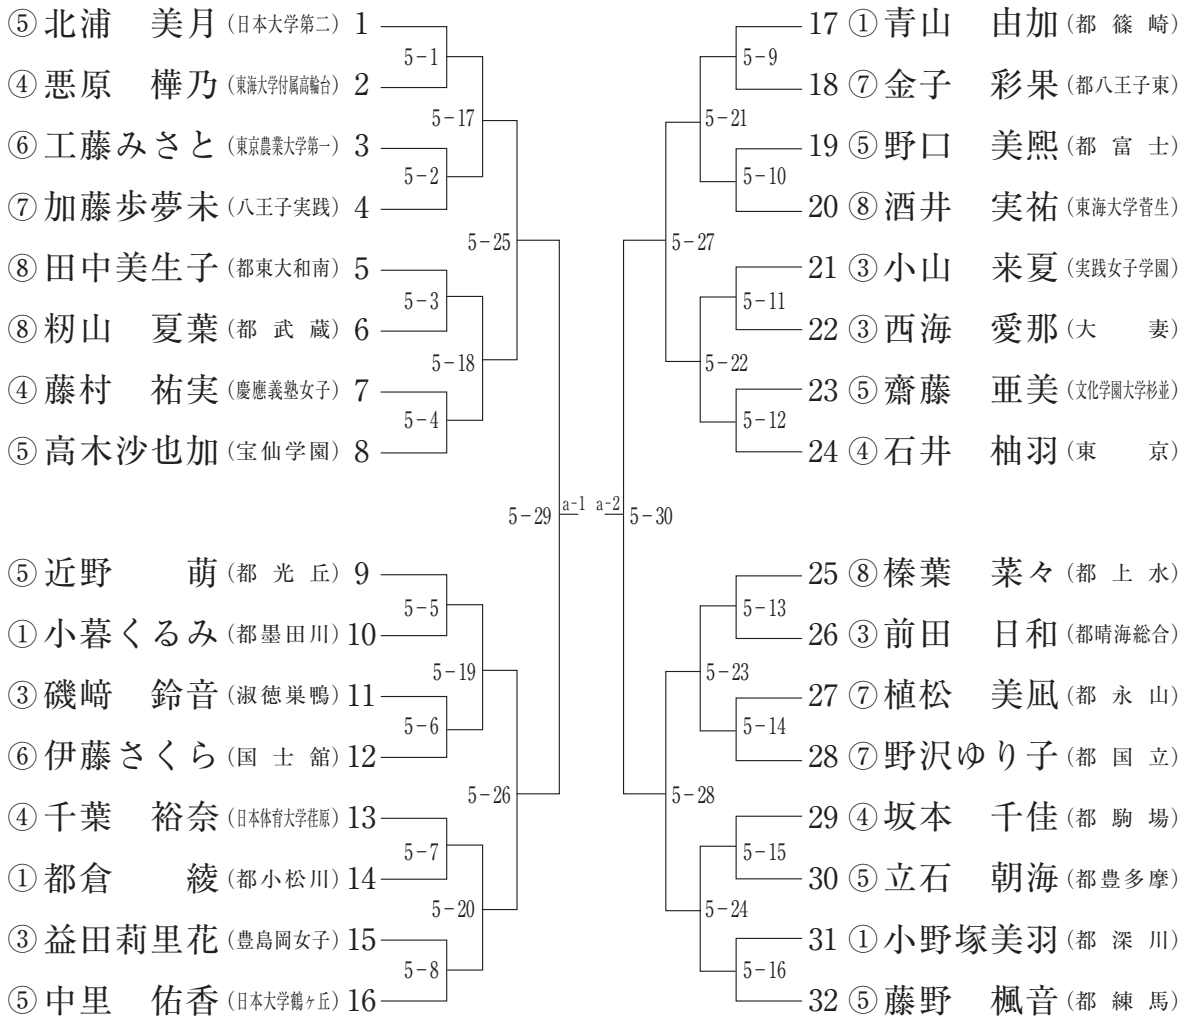 ⑤北浦　美月(日本大学第二) 1
5-1
④悪原　樺乃(東海大学付属高輪台) 2
5-17
⑥工藤みさと(東京農業大学第一) 3
5-2
⑦加藤歩夢未(八王子実践) 4
5-25
⑧田中美生子(都東大和南) 5
5-3
⑧籾山　夏葉(都武蔵) 6
5-18
④藤村　祐実(慶應義塾女子) 7
5-4
⑤高木沙也加(宝仙学園) 8
5-29 a-1
⑤近野　萌(都光丘) 9
5-5
①小暮くるみ(都墨田川) 10
5-19
③磯﨑　鈴音(淑徳巣鴨) 11
5-6
⑥伊藤さくら(国士舘) 12
5-26
④千葉　裕奈(日本体育大学荏原) 13
5-7
①都倉　綾(都小松川) 14
5-20
③益田莉里花(豊島岡女子) 15
5-8
⑤中里　佑香(日本大学鶴ヶ丘) 16
17 ①青山　由加(都篠崎)
5-9
18 ⑦金子　彩果(都八王子東)
5-21
19 ⑤野口　美熙(都富士)
5-10
20 ⑧酒井　実祐(東海大学菅生)
5-27
21 ③小山　来夏(実践女子学園)
5-11
22 ③西海　愛那(大妻)
5-22
23 ⑤齋藤　亜美(文化学園大学杉並)
5-12
24 ④石井　柚羽(東京)
a-2 5-30
25 ⑧榛葉　菜々(都上水)
5-13
26 ③前田　日和(都晴海総合)
5-23
27 ⑦植松　美凪(都永山)
5-14
28 ⑦野沢ゆり子(都国立)
5-28
29 ④坂本　千佳(都駒場)
5-15
30 ⑤立石　朝海(都豊多摩)
5-24
31 ①小野塚美羽(都深川)
5-16
32 ⑤藤野　楓音(都練馬)